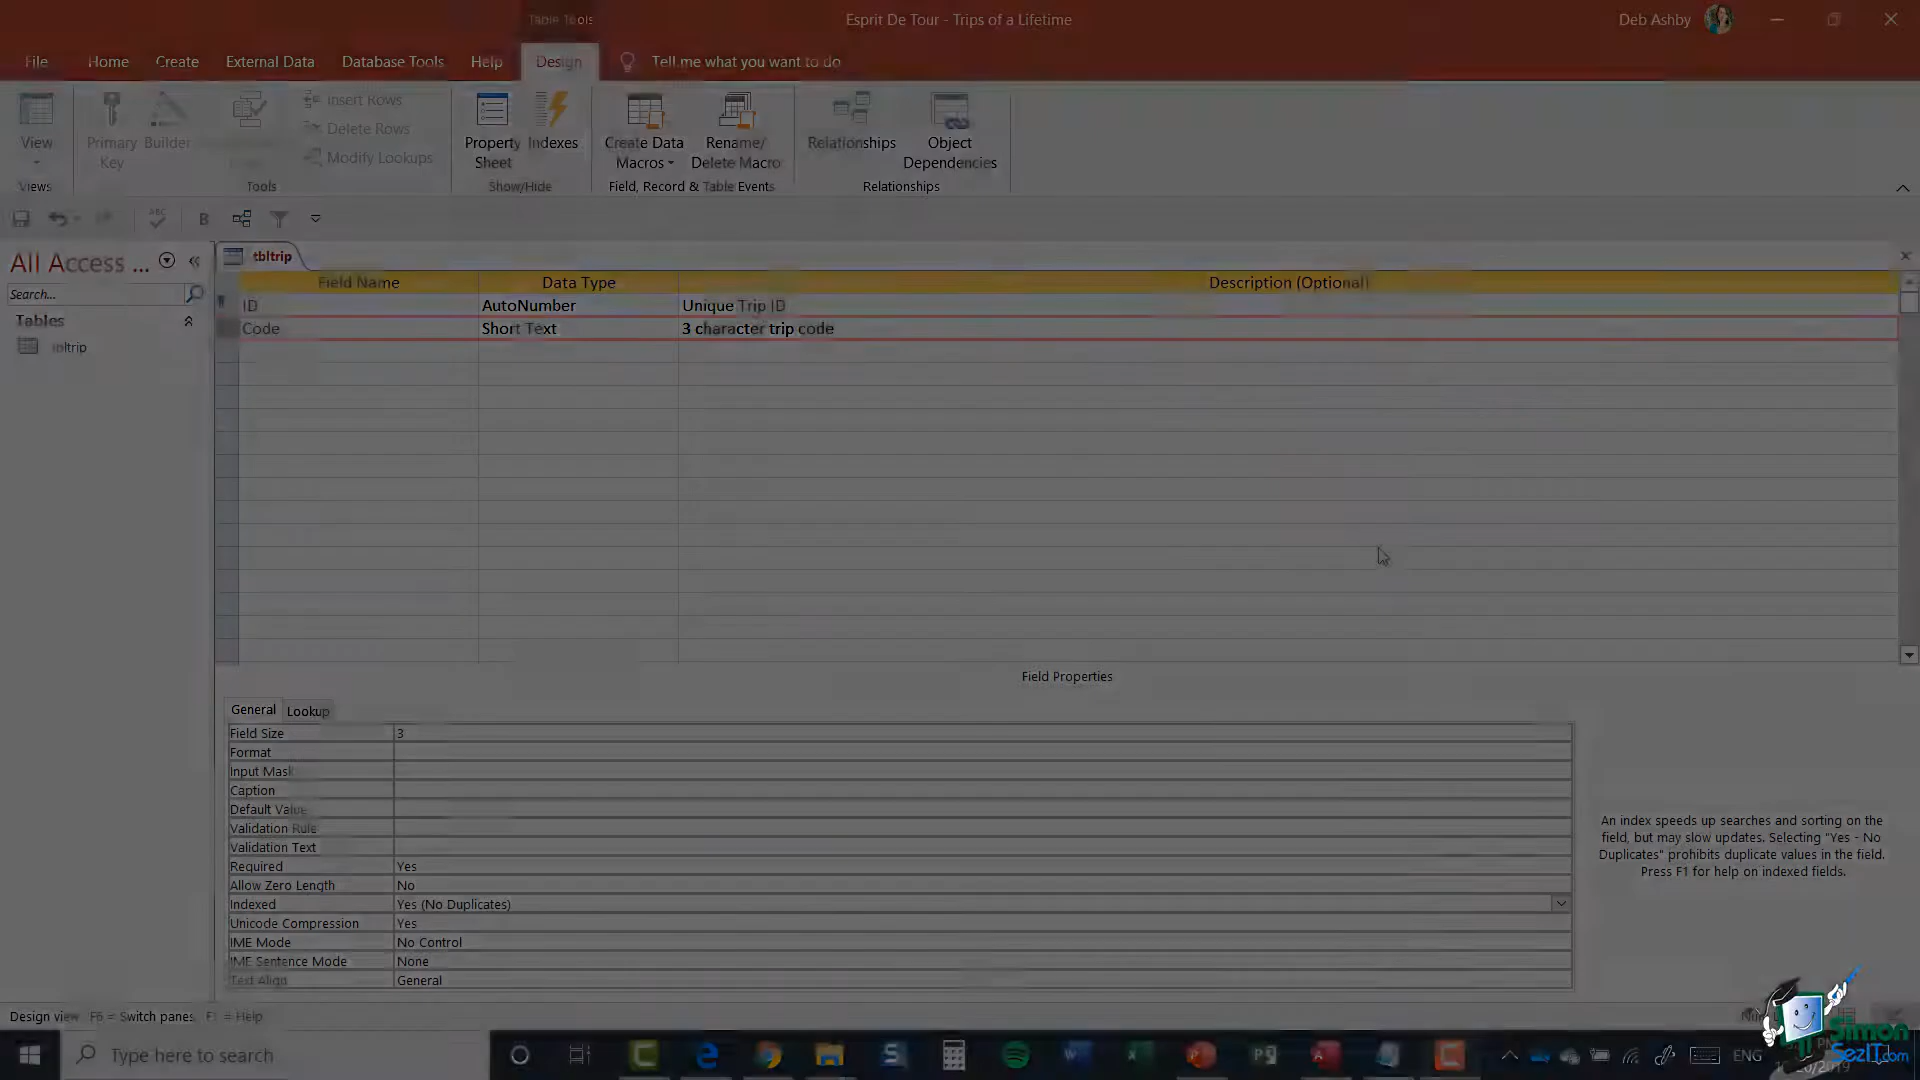 Table Tools
Esprit De Tour - Trips of a Lifetime
Deb Ashby
File
Home
Create
External Data
Database Tools
Help
Design
Tell me what you want to do
View
Primary Key
Builder
Insert Rows
Delete Rows
Modify Lookups
Property Sheet
Indexes
Create Data Macros
Rename/ Delete Macro
Relationships
Object Dependencies
Views
Tools
Show/Hide
Field, Record & Table Events
Relationships
ABC
B
All Access ...
tbltrip
Search...
Tables
tbltrip
Field Name
Data Type
Description (Optional)
ID
AutoNumber
Unique Trip ID
Code
Short Text
3 character trip code
Field Properties
General
Lookup
Field Size
3
Format
Input Mask
Caption
Default Value
Validation Rule
Validation Text
Required
Yes
Allow Zero Length
No
Indexed
Yes (No Duplicates)
Unicode Compression
Yes
IME Mode
No Control
IME Sentence Mode
None
Text Align
General
An index speeds up searches and sorting on the
field, but may slow updates. Selecting "Yes - No
Duplicates" prohibits duplicate values in the field.
Press F1 for help on indexed fields.
Design view. F6 = Switch panes. F1 = Help.
Type here to search
ENG
Simon
SezIT.com